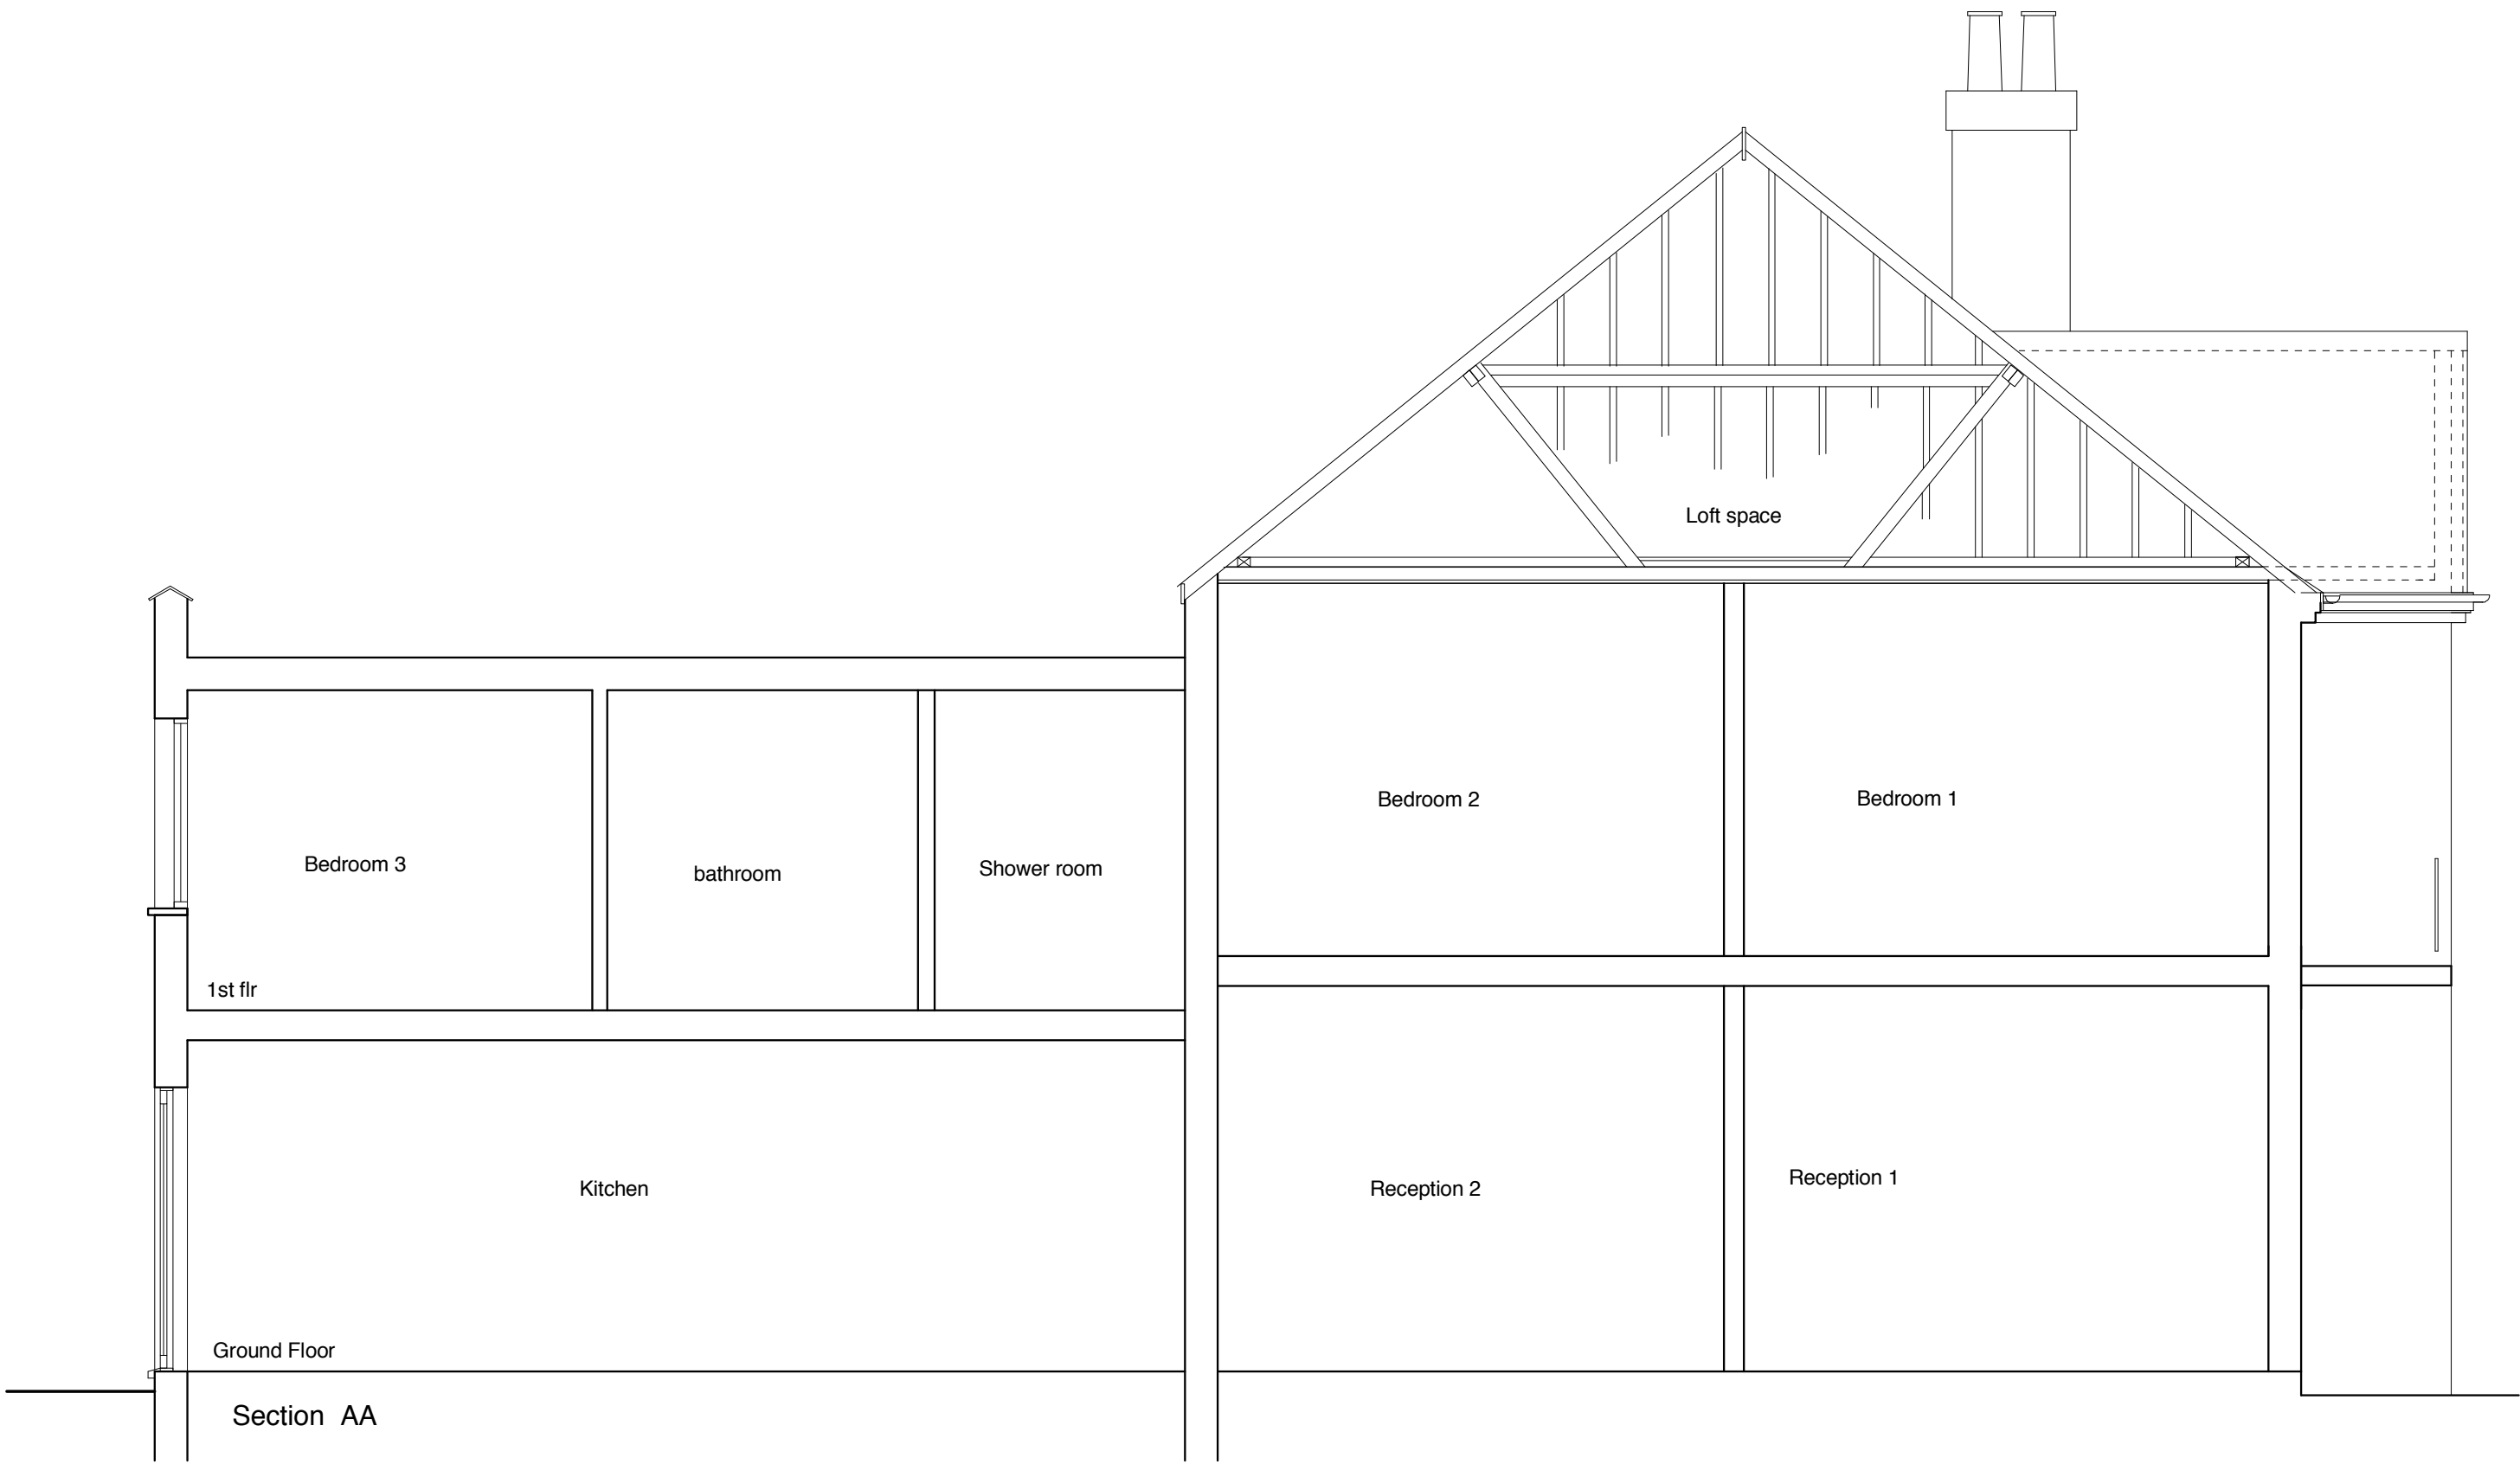 Loft space
Bedroom 2
Bedroom 1
Bedroom 3
bathroom
Shower room
1st flr
Kitchen
Reception 2
Reception 1
Ground Floor
Section AA